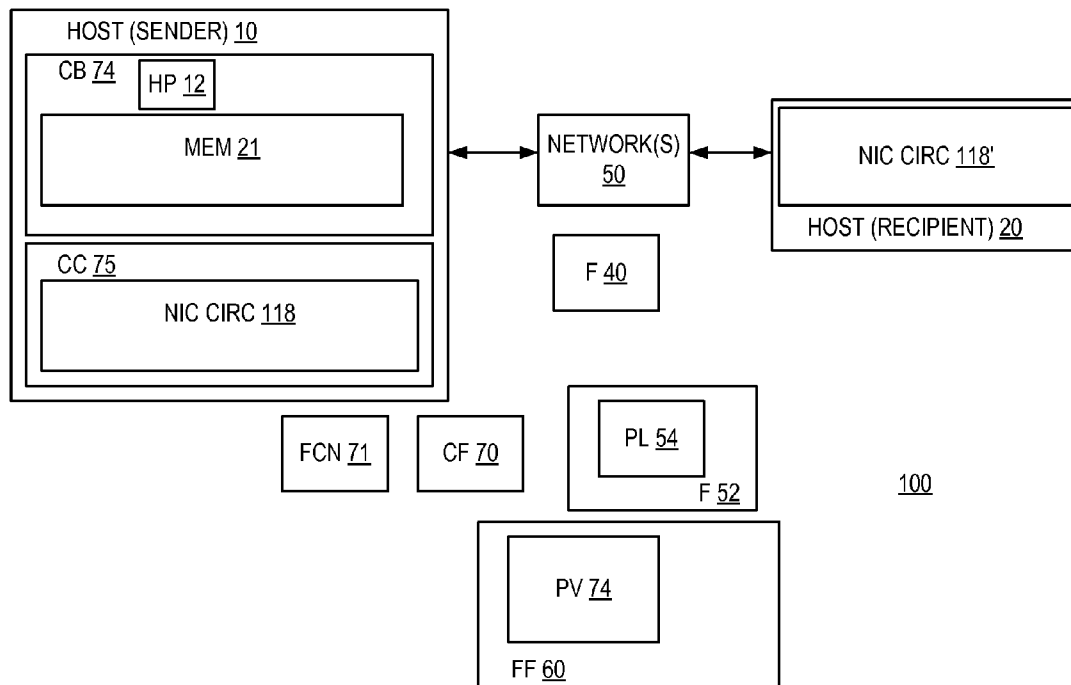 HOST (SENDER) 10
CB 74
HP 12
MEM 21
CC 75
NIC CIRC 118
NETWORK(S)
50
NIC CIRC 118'
HOST (RECIPIENT) 20
F 40
FCN 71
CF 70
PL 54
F 52
100
PV 74
FF 60